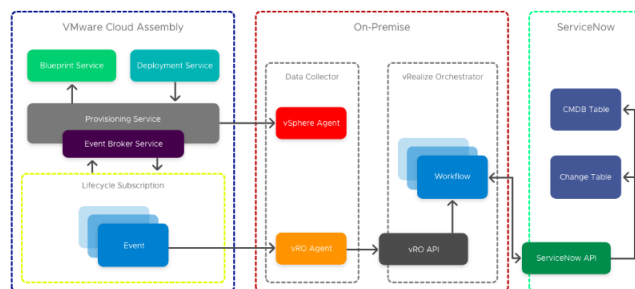 VMware Cloud Assembly
On-Premise
ServiceNow
Blueprint Service
Deployment Service
Data Collector
vRealize Orchestrator
Provisioning Service
vSphere Agent
CMDB Table
Event Broker Service
Lifecycle Subscription
Workflow
Change Table
Event
vRO Agent
vRO API
ServiceNow API